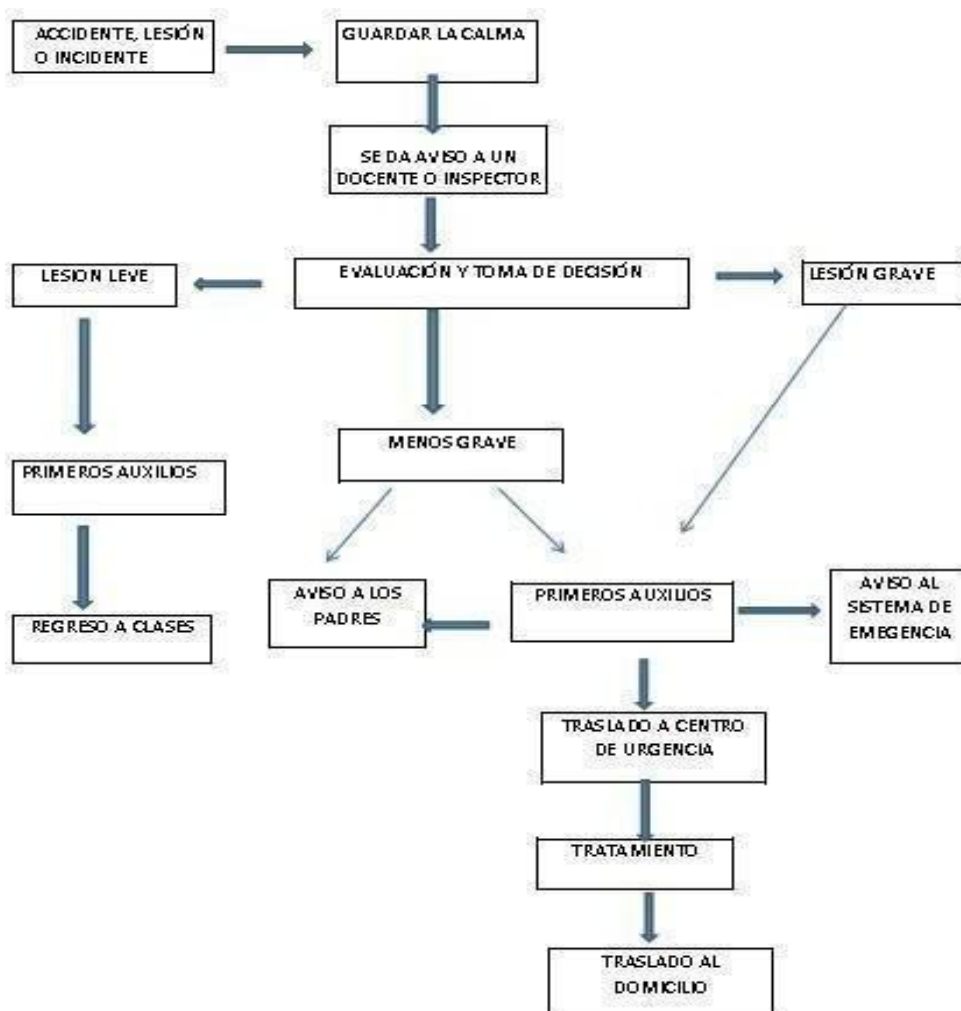 ACCIDENTE, LESIÓN
O INCIDENTE
GUARDAR LA CALMA
SE DA AVISO A UN
DOCENTE O INSPECTOR
LESION LEVE
EVALUACIÓN Y TOMA DE DECISIÓN
LESIÓN GRAVE
MENOS GRAVE
PRIMEROS AUXILIOS
AVISO A LOS
PADRES
PRIMEROS AUXILIOS
AVISO AL
SISTEMA DE
EMEGENCIA
REGRESO A CLASES
TRASLADO A CENTRO
DE URGENCIA
TRATAMIENTO
TRASLADO AL
DOMICILIO